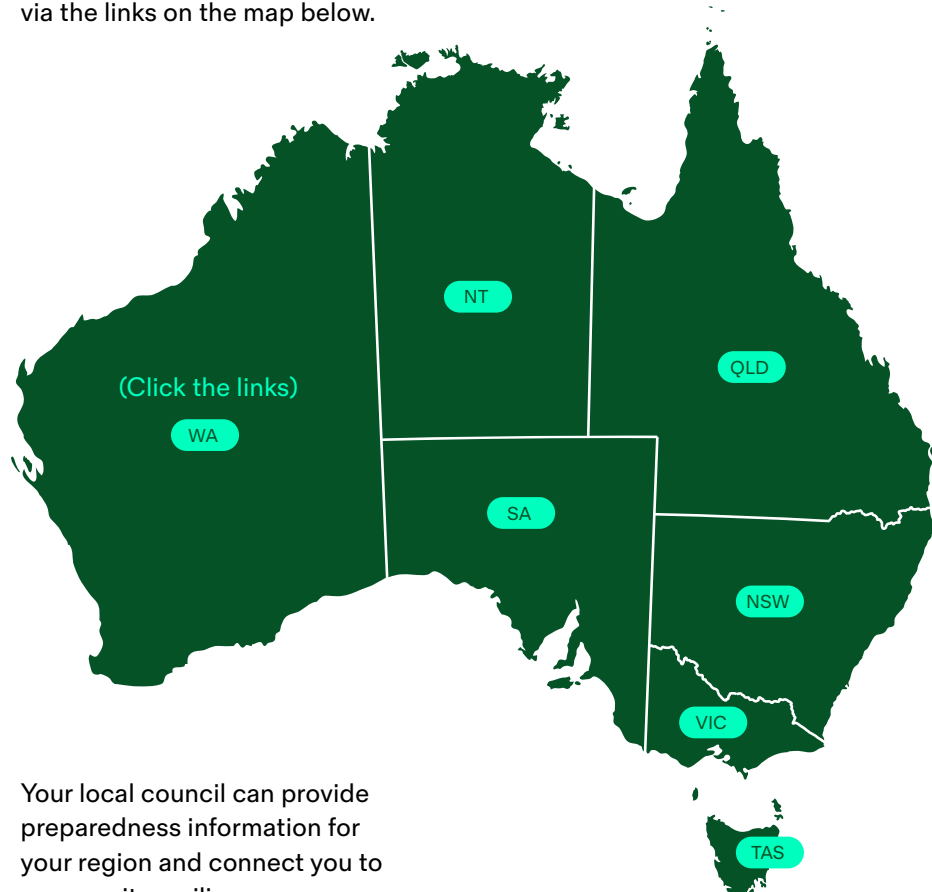 via the links on the map below.
NT
QLD
(Click the links)
WA
SA
NSW
VIC
Your local council can provide
preparedness information for
your region and connect you to
TAS